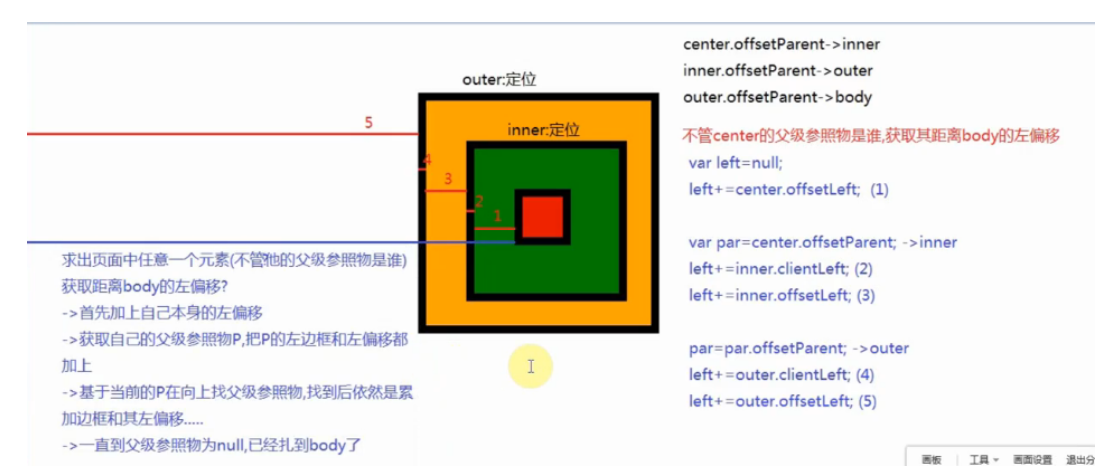 center.offsetParent->inner
inner.offsetParent->outer
outer.offsetParent->body
不管center的父级参照物是谁,获取其距离body的左偏移
var left=null;
left+=center.offsetLeft; (1)
var par=center.offsetParent; ->inner
left+=inner.clientLeft; (2)
left+=inner.offsetLeft; (3)
par=par.offsetParent; ->outer
left+=outer.clientLeft; (4)
left+=outer.offsetLeft; (5)
outer:定位
inner:定位
5
4
3
2
1
求出页面中任意一个元素(不管他的父级参照物是谁)
获取距离body的左偏移?
->首先加上自己本身的左偏移
->获取自己的父级参照物P,把P的左边框和左偏移都
加上
->基于当前的P在向上找父级参照物,找到后依然是累
加边框和其左偏移.....
->一直到父级参照物为null,已经扎到body了
画板 工具 画面设置 退出分